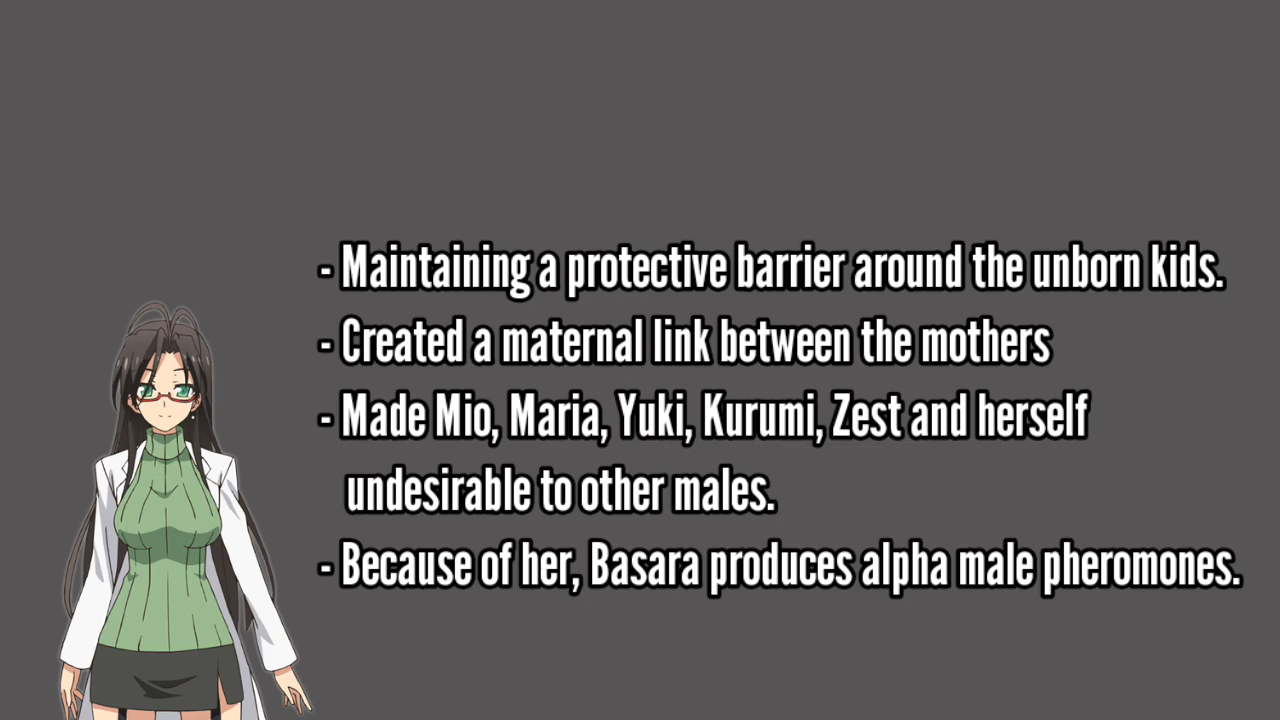 - Maintaining a protective barrier around the unborn kids.
- Created a maternal link between the mothers
- Made Mio, Maria, Yuki, Kurumi, Zest and herself
undesirable to other males.
- Because of her, Basara produces alpha male pheromones.